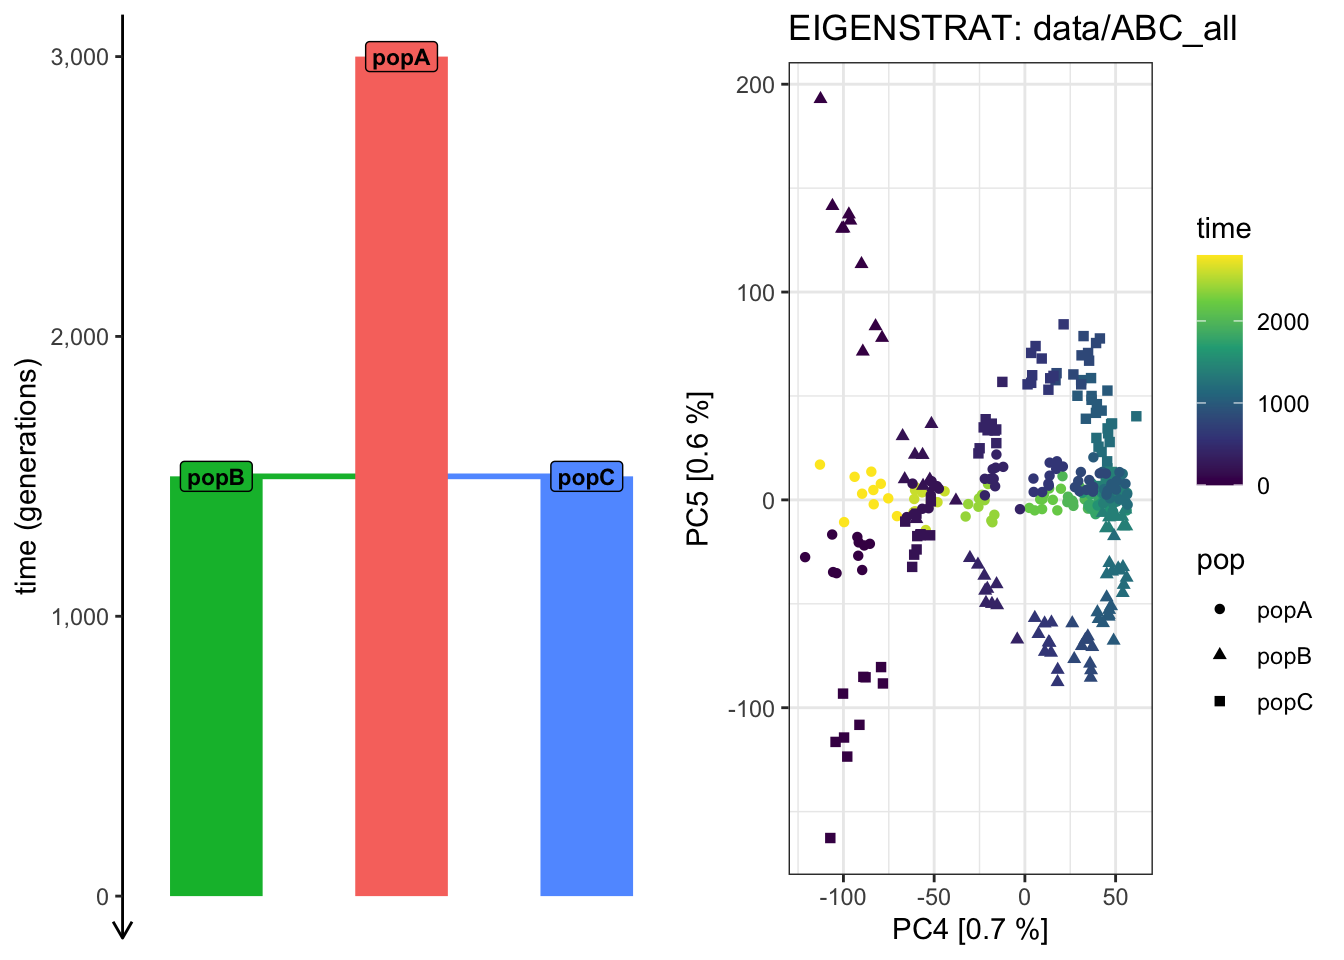 time (generations)
3,000
2,000
1,000
0
popA
popB
popC
EIGENSTRAT: data/ABC_all
PC5 [0.6 %]
200
100
0
-100
-100
-50
0
50
PC4 [0.7 %]
time
2000
1000
0
pop
popA
popB
popC